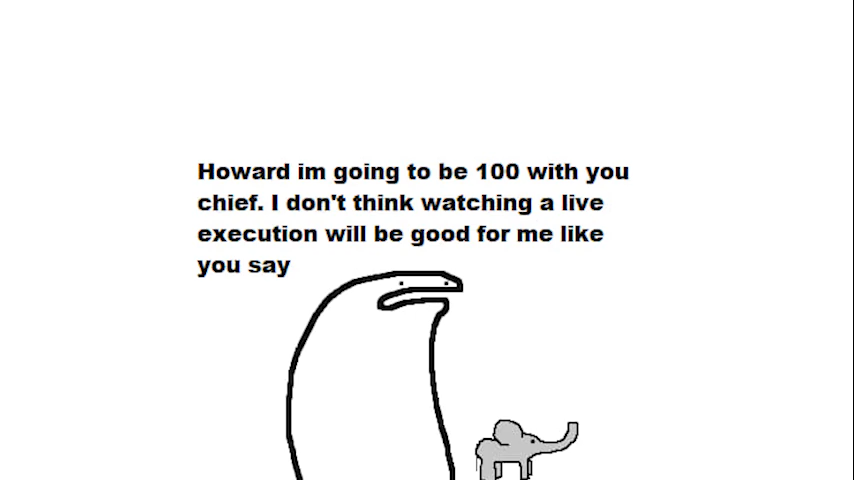 Howard im going to be 100 with you
chief. I don't think watching a live
execution will be good for me like
you say